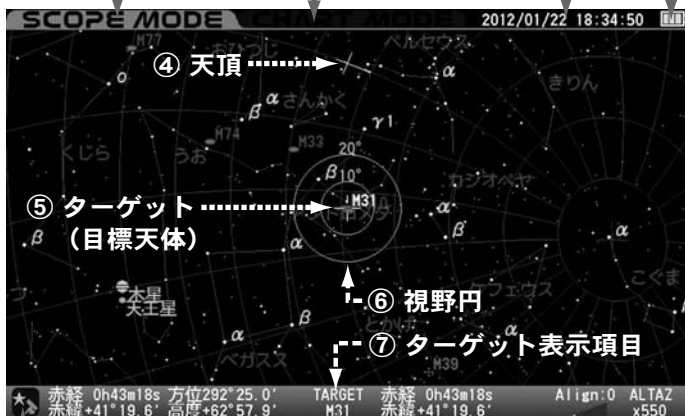 SCOPE MODE CHART MODE 2012/01/22 18:34:50
M77 おひつじ ペルセウス
④ 天頂
ο α α きりん
α さんかく
β
γ1
M74 M33
くじら うお 20°
β 10° カシオペヤ
⑤ ターゲット M31
(目標天体)
α α
β β α
こぐま
木星
天王星
⑥ 視野円
β
α とかげ α
⑦ ターゲット表示項目
ペガスス M39
赤経 0h43m18s 方位292°25.0′ TARGET 赤経 0h43m18s Align:0 ALTAZ
赤緯+41°19.6′ 高度+62°57.9′ M31 赤緯+41°19.6′ x550